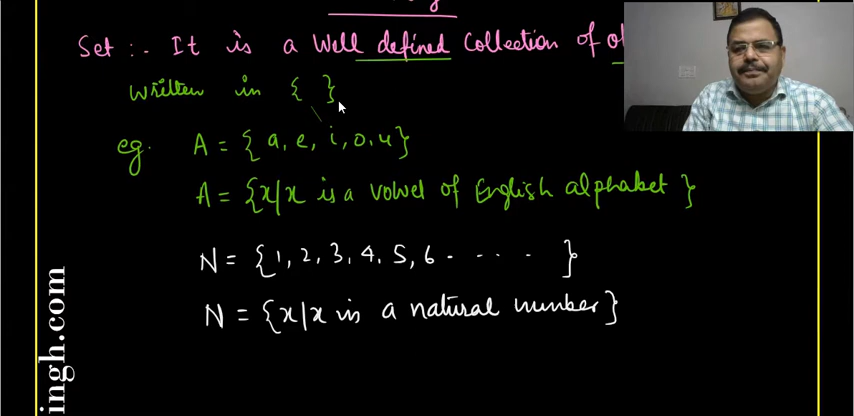 Set :- It is a Well defined Collection of
Written in { }
eg. A = { a, e, i, o, u }
A = {x/x is a vowel of English alphabet }
N = { 1, 2, 3, 4, 5, 6 - - - - - }
N = {x/x is a natural number}
ingh.com